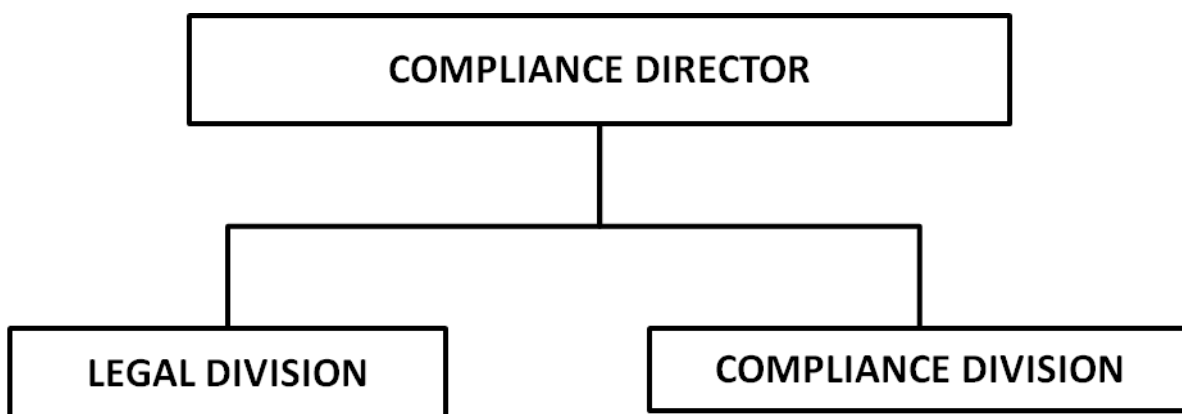 COMPLIANCE DIRECTOR
LEGAL DIVISION
COMPLIANCE DIVISION